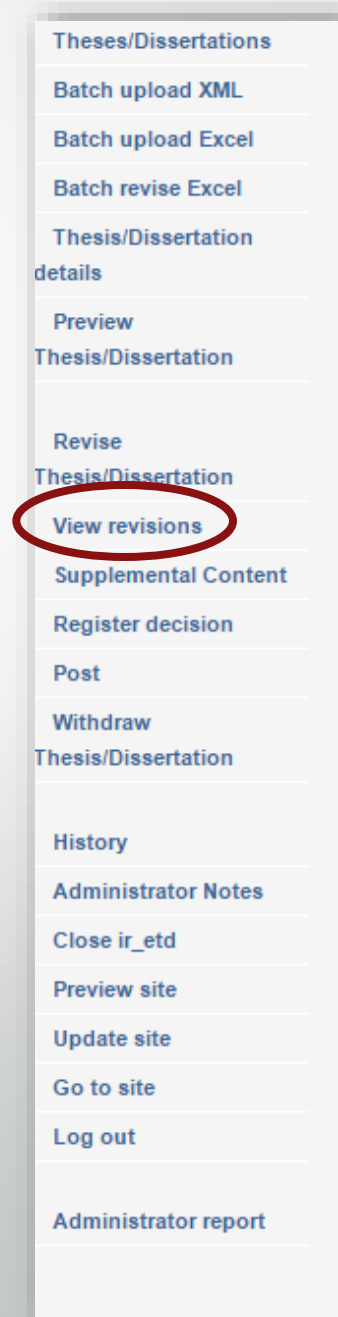 Theses/Dissertations
Batch upload XML
Batch upload Excel
Batch revise Excel
Thesis/Dissertation
details
Preview
Thesis/Dissertation
Revise
Thesis/Dissertation
View revisions
Supplemental Content
Register decision
Post
Withdraw
Thesis/Dissertation
History
Administrator Notes
Close ir_etd
Preview site
Update site
Go to site
Log out
Administrator report